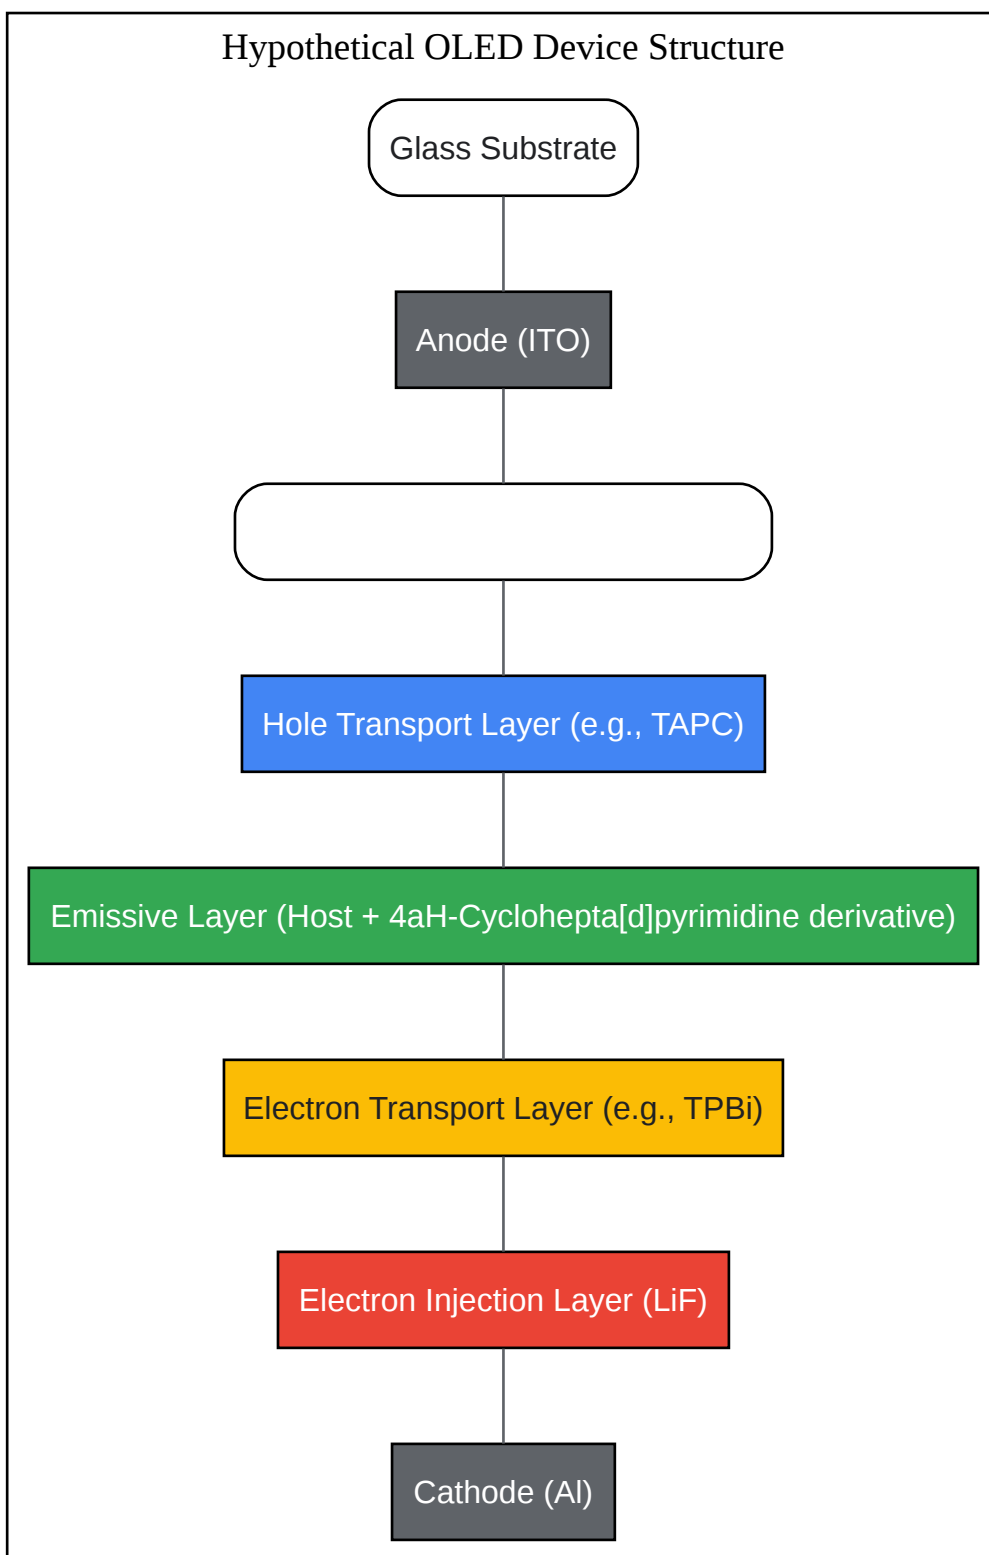 Hypothetical OLED Device Structure
Glass Substrate
Anode (ITO)
Hole Transport Layer (e.g., TAPC)
Emissive Layer (Host + 4aH-Cyclohepta[d]pyrimidine derivative)
Electron Transport Layer (e.g., TPBi)
Electron Injection Layer (LiF)
Cathode (Al)